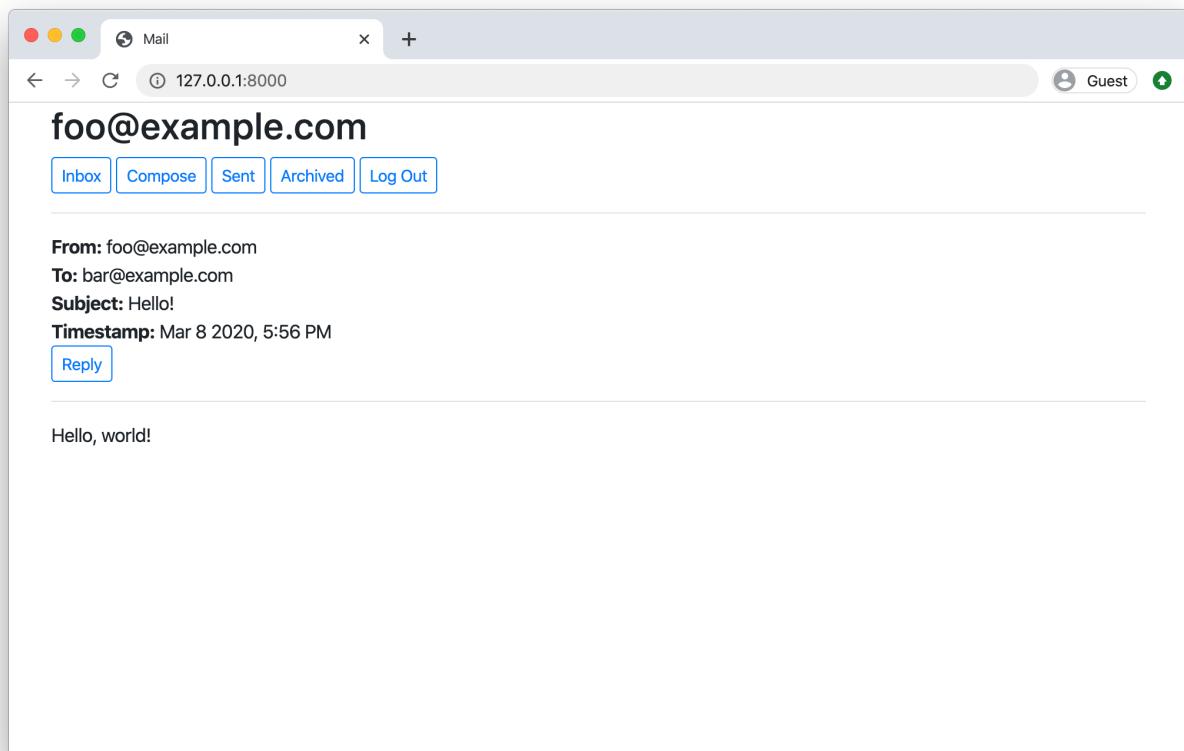 Mail
127.0.0.1:8000
Guest
foo@example.com
Inbox Compose Sent Archived Log Out
From: foo@example.com
To: bar@example.com
Subject: Hello!
Timestamp: Mar 8 2020, 5:56 PM
Reply
Hello, world!